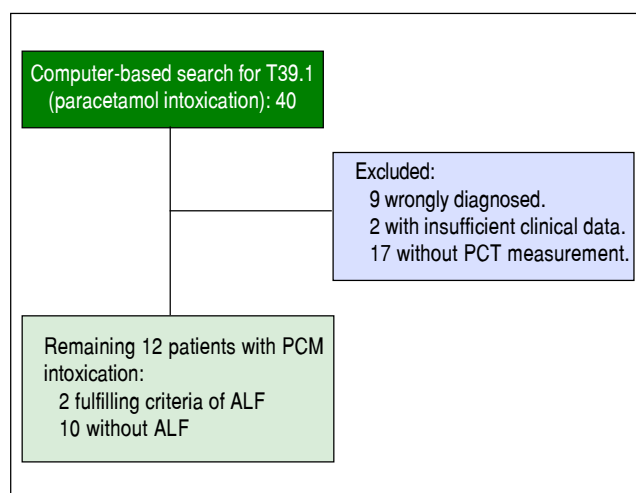 Computer-based search for T39.1
(paracetamol intoxication): 40
Excluded:
9 wrongly diagnosed.
2 with insufficient clinical data.
17 without PCT measurement.
Remaining 12 patients with PCM
intoxication:
2 fulfilling criteria of ALF
10 without ALF